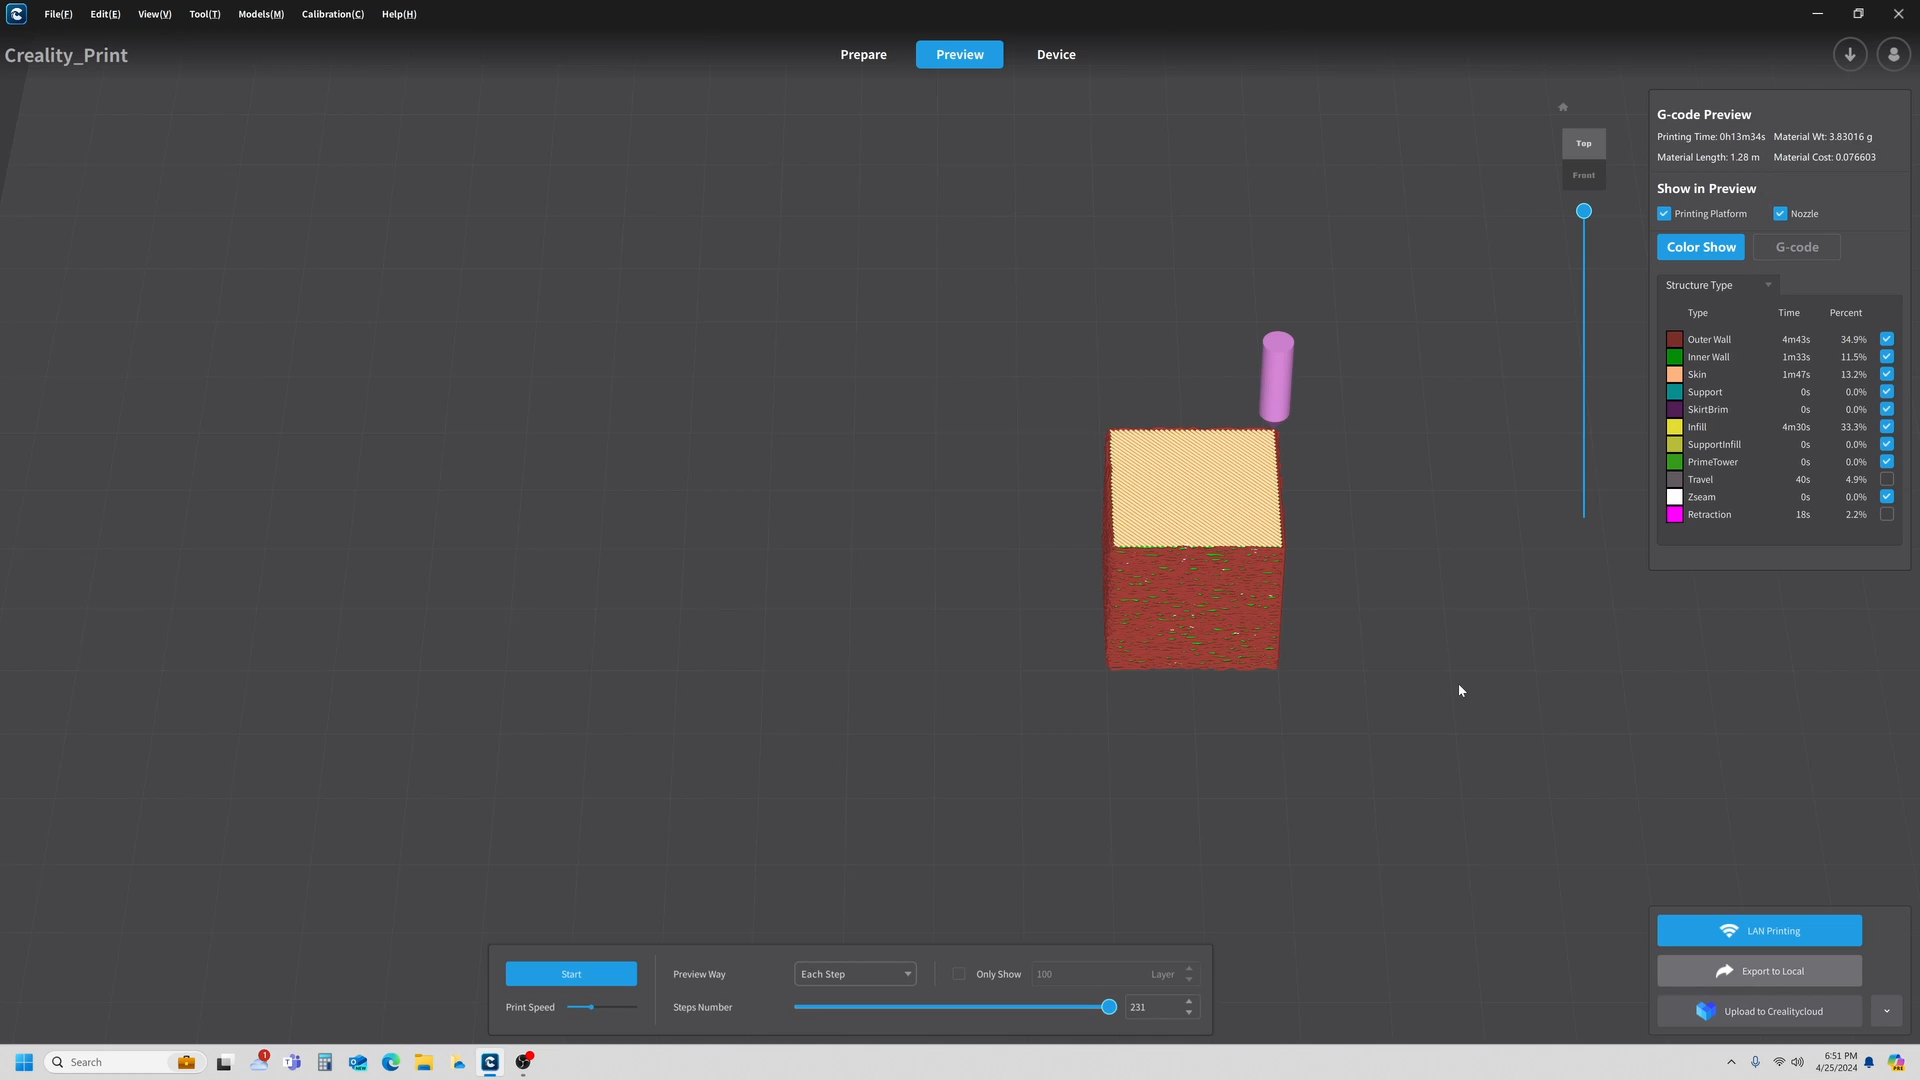 File(F) Edit(E) View(V) Tool(T) Models(M) Calibration(C) Help(H)
Creality_Print
Prepare Preview Device
Top
Front
G-code Preview
Printing Time: 0h13m34s Material Wt: 3.83016 g
Material Length: 1.28 m Material Cost: 0.076603
Show in Preview
Printing Platform Nozzle
Color Show G-code
Structure Type
Type Time Percent
Outer Wall 4m43s 34.9%
Inner Wall 1m33s 11.5%
Skin 1m47s 13.2%
Support 0s 0.0%
SkirtBrim 0s 0.0%
Infill 4m30s 33.3%
SupportInfill 0s 0.0%
PrimeTower 0s 0.0%
Travel 40s 4.9%
Zseam 0s 0.0%
Retraction 18s 2.2%
LAN Printing
Export to Local
Upload to Crealitycloud
Start Preview Way Each Step Only Show 100 Layer
Print Speed Steps Number 231
Search
1
NEW
6:51 PM
4/25/2024
PRE